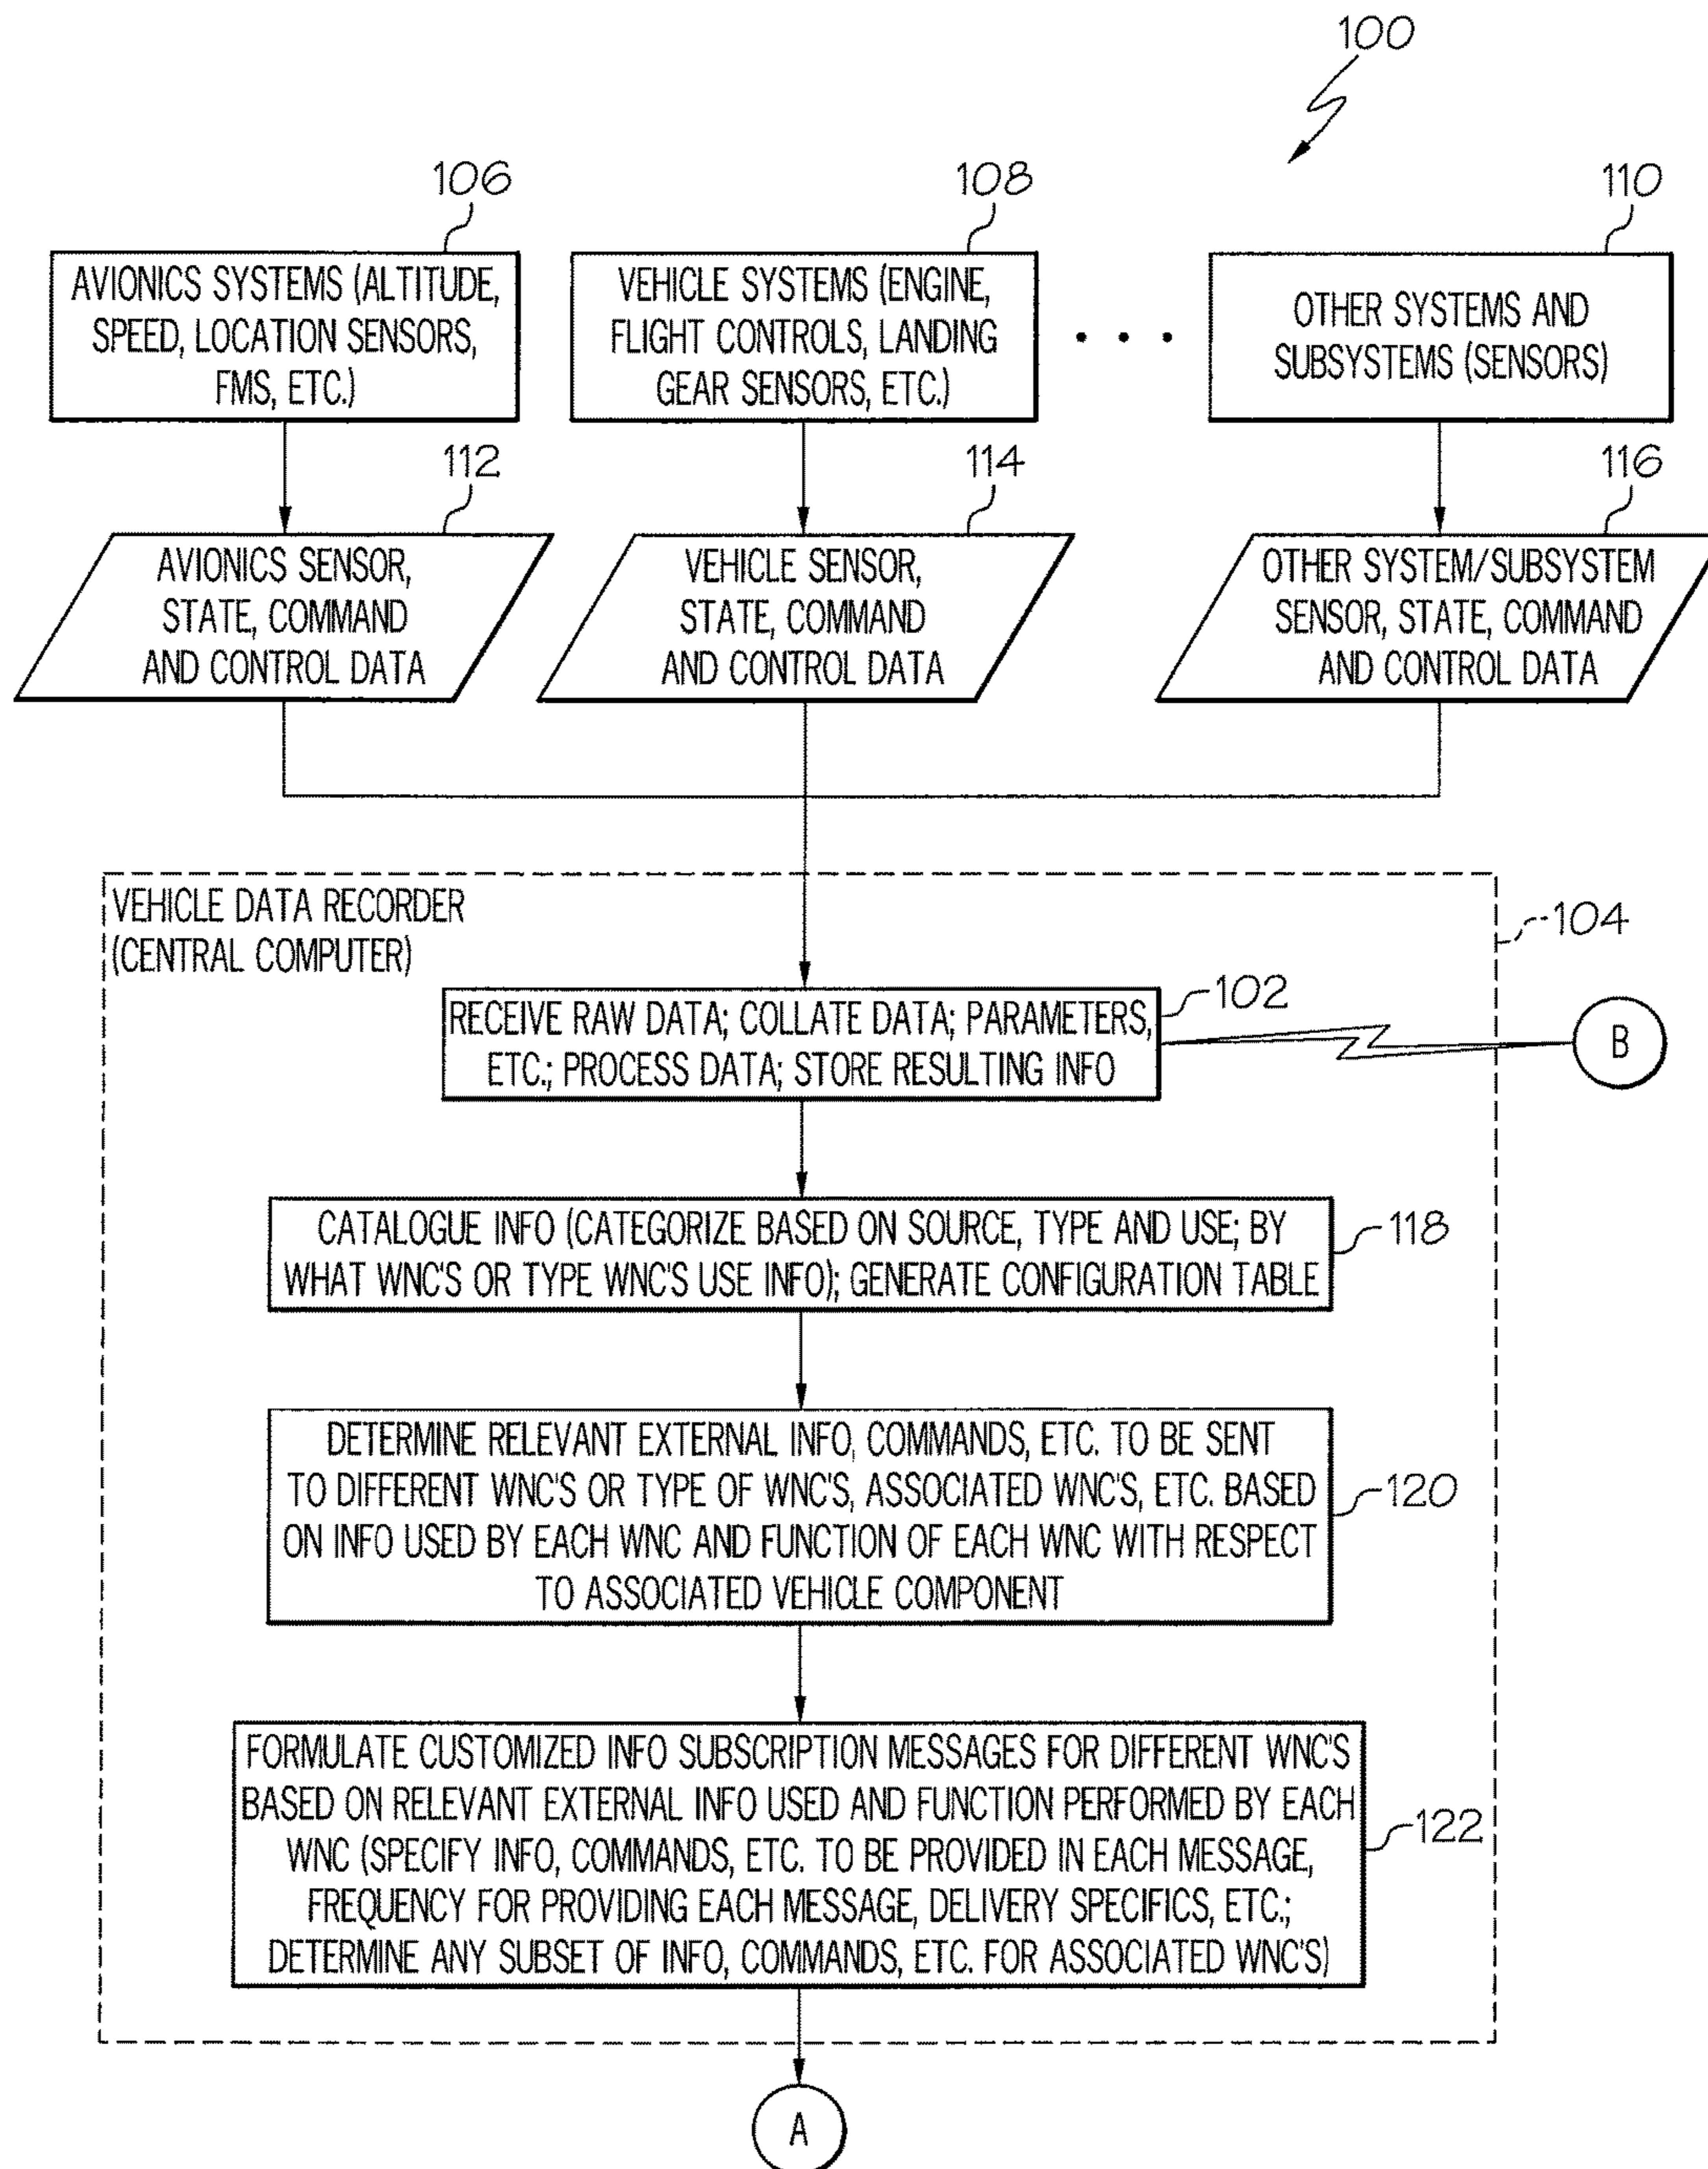 100
106
108
110
AVIONICS SYSTEMS (ALTITUDE,
SPEED, LOCATION SENSORS,
FMS, ETC.)
VEHICLE SYSTEMS (ENGINE,
FLIGHT CONTROLS, LANDING
GEAR SENSORS, ETC.)
• • •
OTHER SYSTEMS AND
SUBSYSTEMS (SENSORS)
112
114
116
AVIONICS SENSOR,
STATE, COMMAND
AND CONTROL DATA
VEHICLE SENSOR,
STATE, COMMAND
AND CONTROL DATA
OTHER SYSTEM/SUBSYSTEM
SENSOR, STATE, COMMAND
AND CONTROL DATA
VEHICLE DATA RECORDER
(CENTRAL COMPUTER)
104
RECEIVE RAW DATA; COLLATE DATA; PARAMETERS,
ETC.; PROCESS DATA; STORE RESULTING INFO
102
B
CATALOGUE INFO (CATEGORIZE BASED ON SOURCE, TYPE AND USE; BY
WHAT WNC'S OR TYPE WNC'S USE INFO); GENERATE CONFIGURATION TABLE
118
DETERMINE RELEVANT EXTERNAL INFO, COMMANDS, ETC. TO BE SENT
TO DIFFERENT WNC'S OR TYPE OF WNC'S, ASSOCIATED WNC'S, ETC. BASED
ON INFO USED BY EACH WNC AND FUNCTION OF EACH WNC WITH RESPECT
TO ASSOCIATED VEHICLE COMPONENT
120
FORMULATE CUSTOMIZED INFO SUBSCRIPTION MESSAGES FOR DIFFERENT WNC'S
BASED ON RELEVANT EXTERNAL INFO USED AND FUNCTION PERFORMED BY EACH
WNC (SPECIFY INFO, COMMANDS, ETC. TO BE PROVIDED IN EACH MESSAGE,
FREQUENCY FOR PROVIDING EACH MESSAGE, DELIVERY SPECIFICS, ETC.;
DETERMINE ANY SUBSET OF INFO, COMMANDS, ETC. FOR ASSOCIATED WNC'S)
122
A